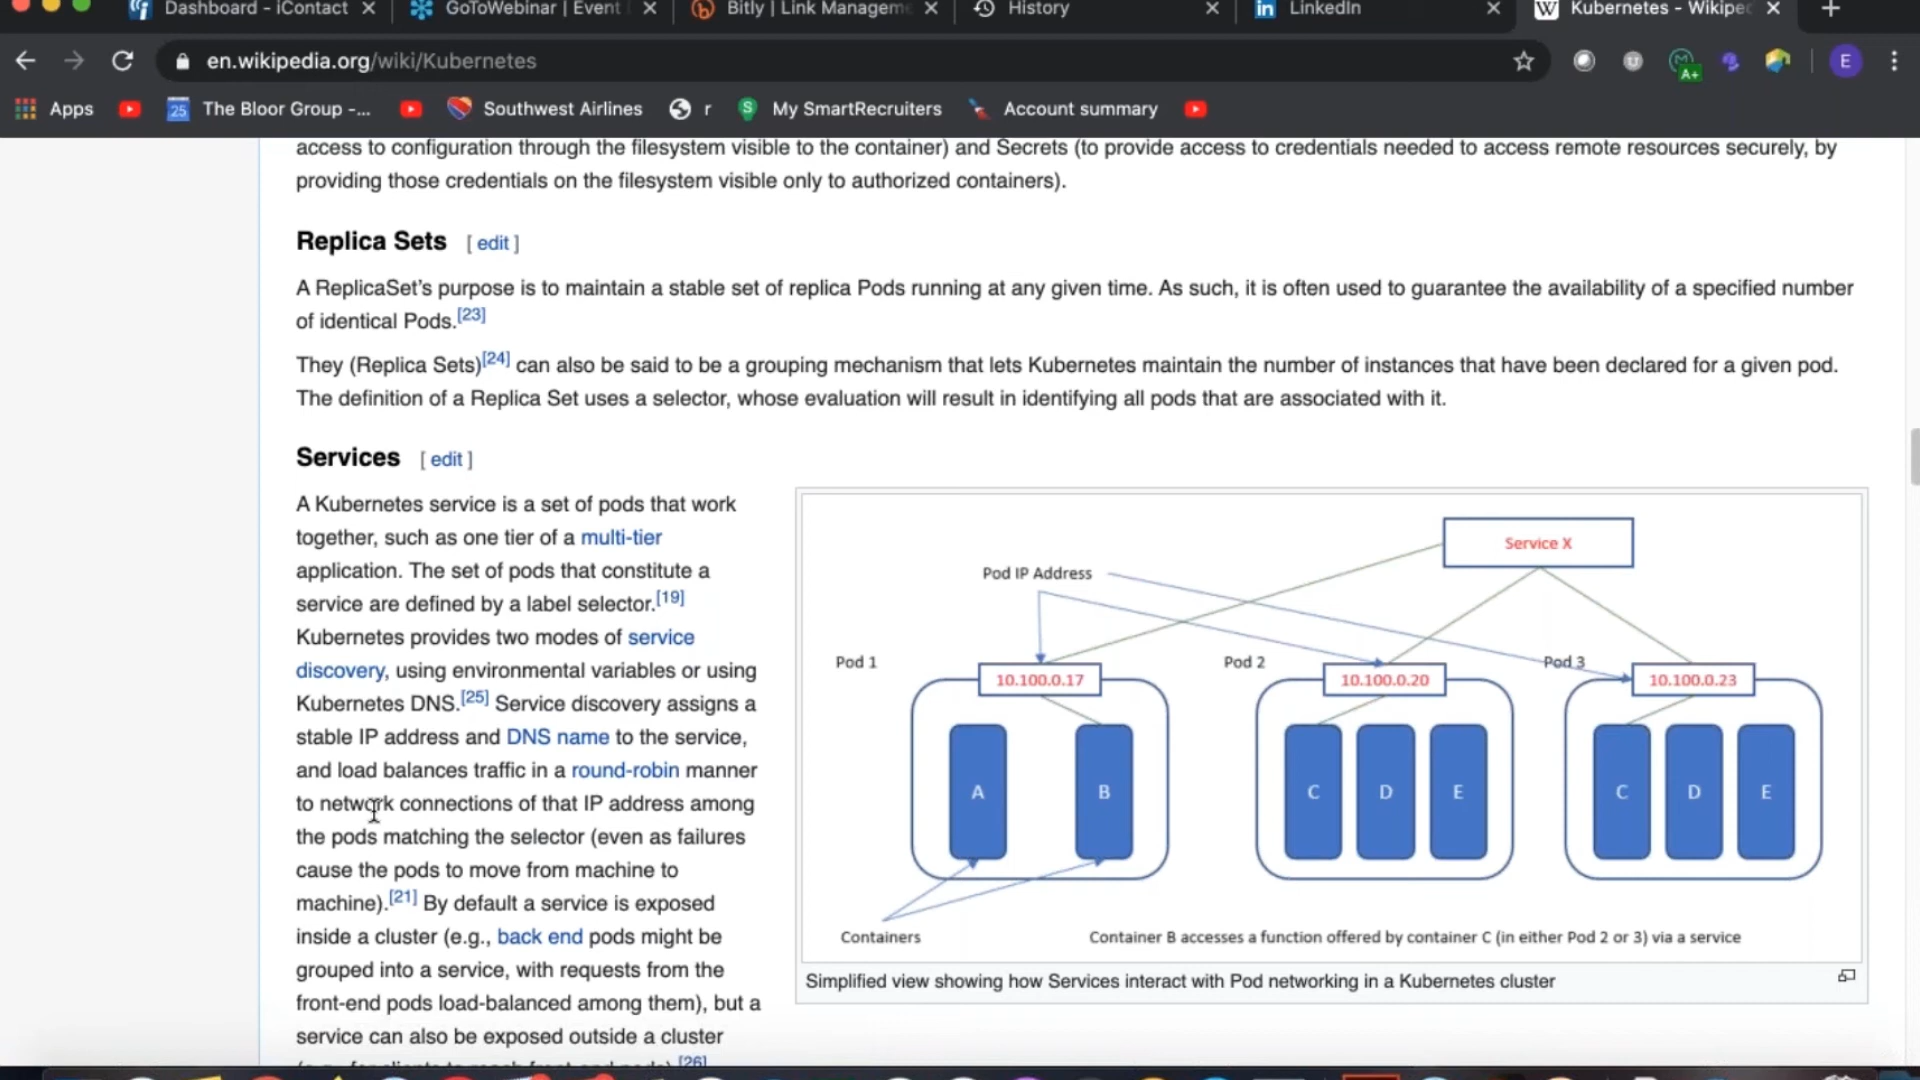 Dashboard - iContact
GoToWebinar | Event
Bitly | Link Managem
History
LinkedIn
Kubernetes - Wikipe
en.wikipedia.org/wiki/Kubernetes
A+
E
Apps
25
The Bloor Group -...
Southwest Airlines
r
S
My SmartRecruiters
Account summary
access to configuration through the filesystem visible to the container) and Secrets (to provide access to credentials needed to access remote resources securely, by
providing those credentials on the filesystem visible only to authorized containers).
Replica Sets [ edit ]
A ReplicaSet's purpose is to maintain a stable set of replica Pods running at any given time. As such, it is often used to guarantee the availability of a specified number
of identical Pods.[23]
They (Replica Sets)[24] can also be said to be a grouping mechanism that lets Kubernetes maintain the number of instances that have been declared for a given pod.
The definition of a Replica Set uses a selector, whose evaluation will result in identifying all pods that are associated with it.
Services [ edit ]
A Kubernetes service is a set of pods that work
together, such as one tier of a multi-tier
application. The set of pods that constitute a
service are defined by a label selector.[19]
Kubernetes provides two modes of service
discovery, using environmental variables or using
Kubernetes DNS.[25] Service discovery assigns a
stable IP address and DNS name to the service,
and load balances traffic in a round-robin manner
to network connections of that IP address among
the pods matching the selector (even as failures
cause the pods to move from machine to
machine).[21] By default a service is exposed
inside a cluster (e.g., back end pods might be
grouped into a service, with requests from the
front-end pods load-balanced among them), but a
service can also be exposed outside a cluster
[26]
Service X
Pod IP Address
Pod 1
Pod 2
Pod 3
10.100.0.17
10.100.0.20
10.100.0.23
A
B
C
D
E
C
D
E
Containers
Container B accesses a function offered by container C (in either Pod 2 or 3) via a service
Simplified view showing how Services interact with Pod networking in a Kubernetes cluster